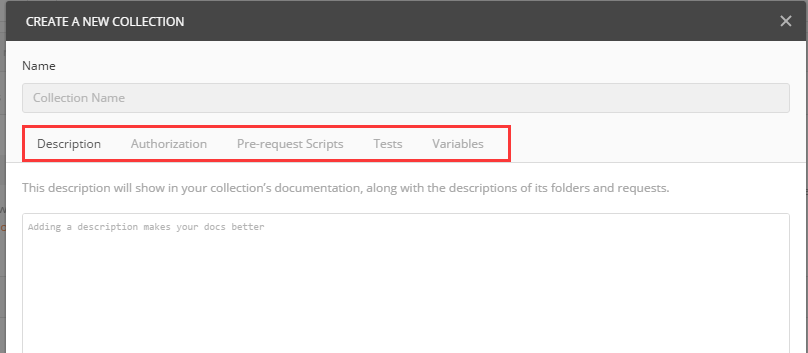 CREATE A NEW COLLECTION
Name
Collection Name
Description Authorization Pre-request Scripts Tests Variables
This description will show in your collection's documentation, along with the descriptions of its folders and requests.
Adding a description makes your docs better